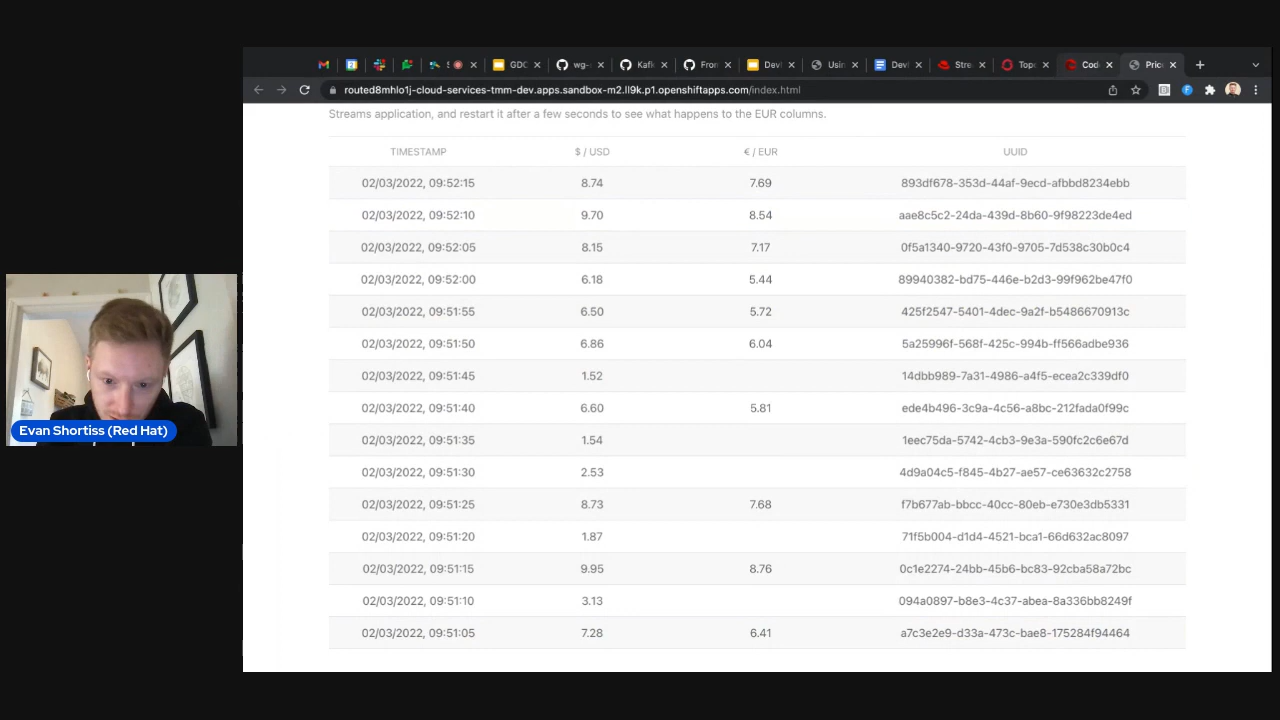 GDC
wg-
Kafk
Fron
Devl
Usin
Devl
Stre
Topo
Code
Price
routed8mhlo1j-cloud-services-tmm-dev.apps.sandbox-m2.ll9k.p1.openshiftapps.com/index.html
Streams application, and restart it after a few seconds to see what happens to the EUR columns.
TIMESTAMP $ / USD € / EUR UUID
02/03/2022, 09:52:15 8.74 7.69 893df678-353d-44af-9ecd-afbbd8234ebb
02/03/2022, 09:52:10 9.70 8.54 aae8c5c2-24da-439d-8b60-9f98223de4ed
02/03/2022, 09:52:05 8.15 7.17 0f5a1340-9720-43f0-9705-7d538c30b0c4
02/03/2022, 09:52:00 6.18 5.44 89940382-bd75-446e-b2d3-99f962be47f0
02/03/2022, 09:51:55 6.50 5.72 425f2547-5401-4dec-9a2f-b5486670913c
02/03/2022, 09:51:50 6.86 6.04 5a25996f-568f-425c-994b-ff566adbe936
02/03/2022, 09:51:45 1.52 14dbb989-7a31-4986-a4f5-ecea2c339df0
02/03/2022, 09:51:40 6.60 5.81 ede4b496-3c9a-4c56-a8bc-212fada0f99c
02/03/2022, 09:51:35 1.54 1eec75da-5742-4cb3-9e3a-590fc2c6e67d
02/03/2022, 09:51:30 2.53 4d9a04c5-f845-4b27-ae57-ce63632c2758
02/03/2022, 09:51:25 8.73 7.68 f7b677ab-bbcc-40cc-80eb-e730e3db5331
02/03/2022, 09:51:20 1.87 71f5b004-d1d4-4521-bca1-66d632ac8097
02/03/2022, 09:51:15 9.95 8.76 0c1e2274-24bb-45b6-bc83-92cba58a72bc
02/03/2022, 09:51:10 3.13 094a0897-b8e3-4c37-abea-8a336bb8249f
02/03/2022, 09:51:05 7.28 6.41 a7c3e2e9-d33a-473c-bae8-175284f94464
Evan Shortiss (Red Hat)